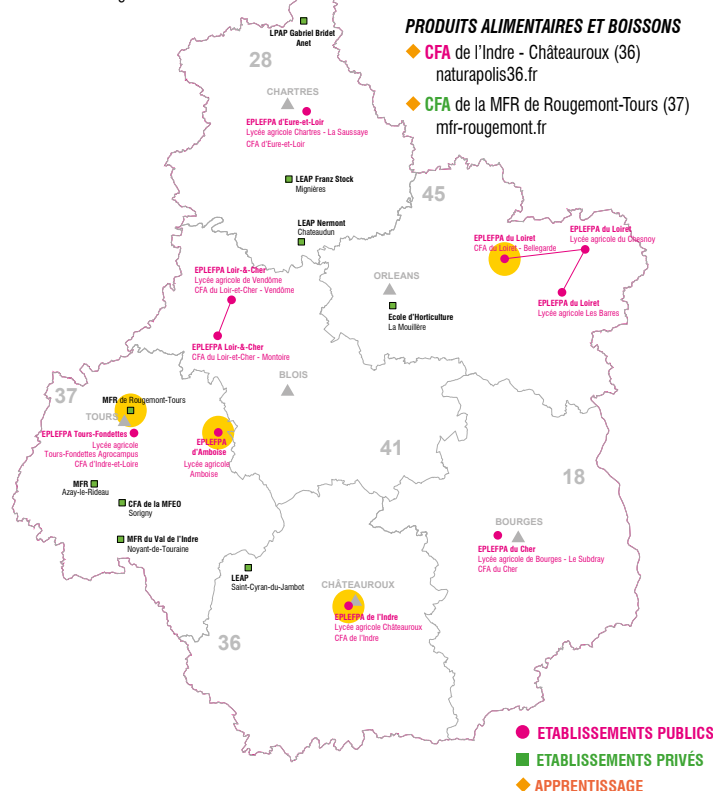 LPAP Gabriel Bridet
Anet
PRODUITS ALIMENTAIRES ET BOISSONS
CFA de l'Indre - Châteauroux (36)
naturapolis36.fr
CFA de la MFR de Rougemont-Tours (37)
mfr-rougemont.fr
28
CHARTRES
EPLEFPA d'Eure-et-Loir
Lycée agricole Chartres - La Saussaye
CFA d'Eure-et-Loir
LEAP Franz Stock
Mignières
45
LEAP Nermont
Chateaudun
EPLEFPA du Loiret
CFA du Loiret - Bellegarde
EPLEFPA du Loiret
Lycée agricole du Chesnoy
EPLEFPA du Loiret
Lycée agricole Les Barres
EPLEFPA Loir-&-Cher
Lycée agricole de Vendôme
CFA du Loir-et-Cher - Vendôme
ORLEANS
Ecole d'Horticulture
La Mouillère
EPLEFPA Loir-&-Cher
CFA du Loir-et-Cher - Montoire
BLOIS
37
MFR de Rougemont-Tours
TOURS
EPLEFPA Tours-Fondettes
Lycée agricole
Tours-Fondettes Agrocampus
CFA d'Indre-et-Loire
EPLEFPA
d'Amboise
Lycée agricole
Amboise
41
18
MFR
Azay-le-Rideau
CFA de la MFEO
Sorigny
MFR du Val de l'Indre
Noyant-de-Touraine
BOURGES
EPLEFPA du Cher
Lycée agricole de Bourges - Le Subdray
CFA du Cher
LEAP
Saint-Cyran-du-Jambot
CHÂTEAUROUX
EPLEFPA de l'Indre
Lycée agricole Châteauroux
CFA de l'Indre
36
ETABLISSEMENTS PUBLICS
ETABLISSEMENTS PRIVÉS
APPRENTISSAGE